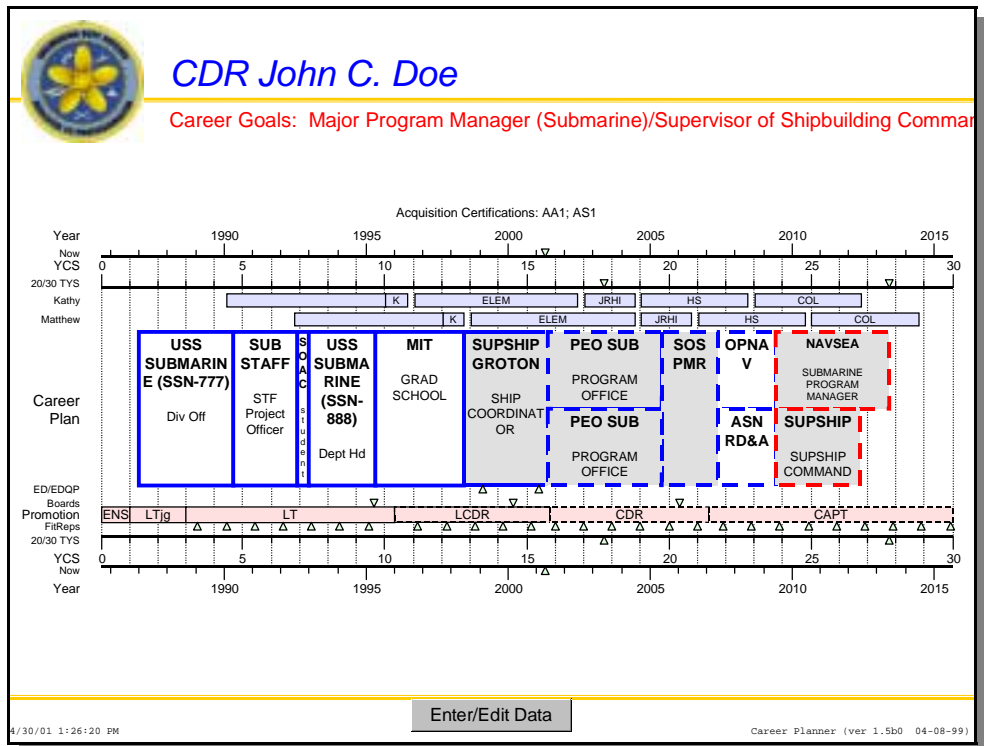 CDR John C. Doe
Career Goals:  Major Program Manager (Submarine)/Supervisor of Shipbuilding Comman
Acquisition Certifications: AA1; AS1
Year 1990 1995 2000 2005 2010 2015
Now
YCS 0 5 10 15 20 25 30
20/30 TYS
Kathy K ELEM JRHI HS COL
Matthew K ELEM JRHI HS COL
Career
Plan
USS
SUBMARIN
E (SSN-777)
Div Off
SUB
STAFF
STF
Project
Officer
S
O
A
C
s
t
u
d
e
n
t
USS
SUBMA
RINE
(SSN-
888)
Dept Hd
MIT
GRAD
SCHOOL
SUPSHIP
GROTON
SHIP
COORDINAT
OR
PEO SUB
PROGRAM
OFFICE
PEO SUB
PROGRAM
OFFICE
SOS
PMR
OPNA
V
ASN
RD&A
NAVSEA
SUBMARINE
PROGRAM
MANAGER
SUPSHIP
SUPSHIP
COMMAND
ED/EDQP
Boards
Promotion ENS LTjg LT LCDR CDR CAPT
FitReps
20/30 TYS
YCS 0 5 10 15 20 25 30
Now
Year 1990 1995 2000 2005 2010 2015
Enter/Edit Data
4/30/01 1:26:20 PM
Career Planner (ver 1.5b0  04-08-99)